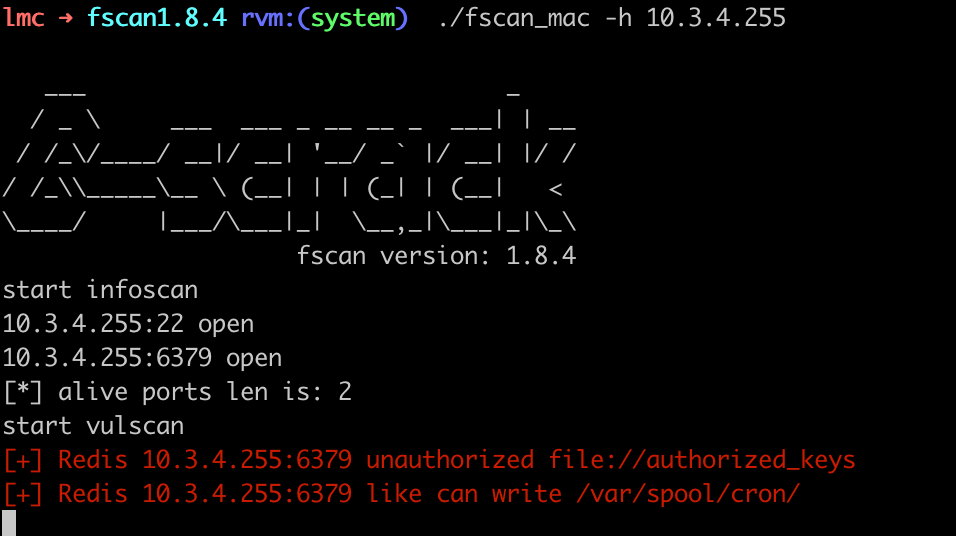 lmc ➜ fscan1.8.4 rvm:(system)  ./fscan_mac -h 10.3.4.255
   ___                              _
  / _ \     ___  ___ _ __ __ _  ___| | __
 / /_\/____/ __|/ __| '__/ _` |/ __| |/ /
/ /_\\_____\__ \ (__| | | (_| | (__|   <
\____/     |___/\___|_|  \__,_|\___|_|\_\
                     fscan version: 1.8.4
start infoscan
10.3.4.255:22 open
10.3.4.255:6379 open
[*] alive ports len is: 2
start vulscan
[+] Redis 10.3.4.255:6379 unauthorized file://authorized_keys
[+] Redis 10.3.4.255:6379 like can write /var/spool/cron/